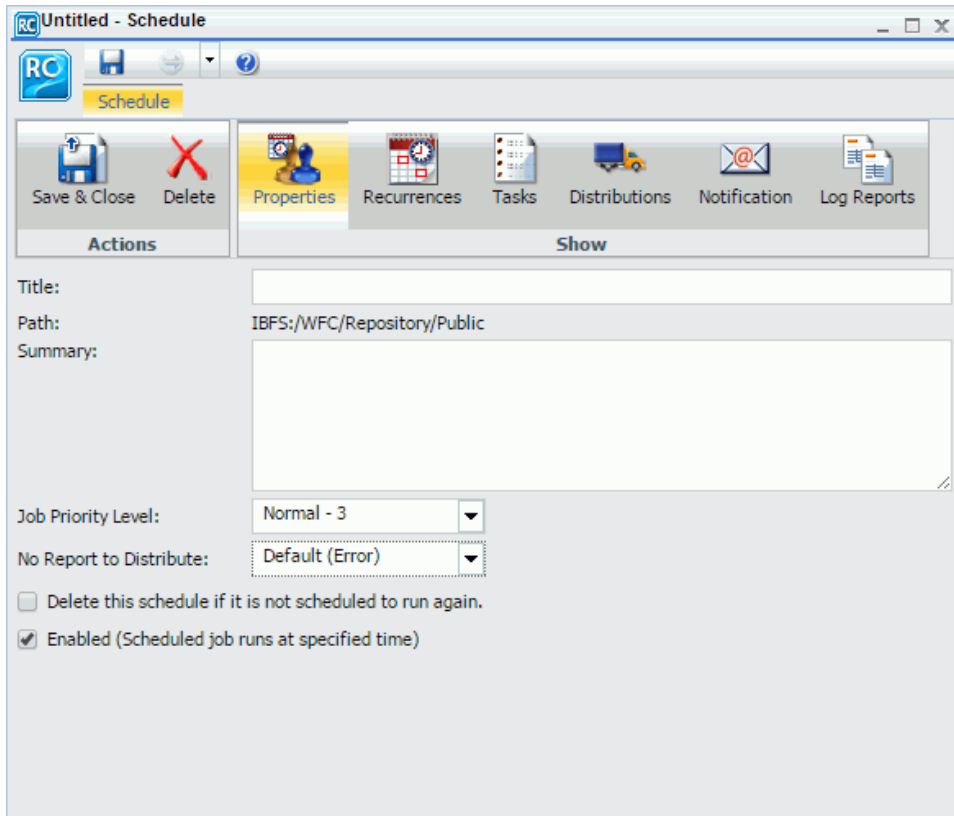 RC Untitled - Schedule
RC
Schedule
Save & Close Delete Properties Recurrences Tasks Distributions Notification Log Reports
Actions Show
Title:
Path: IBFS:/WFC/Repository/Public
Summary:
Job Priority Level: Normal - 3
No Report to Distribute: Default (Error)
Delete this schedule if it is not scheduled to run again.
Enabled (Scheduled job runs at specified time)